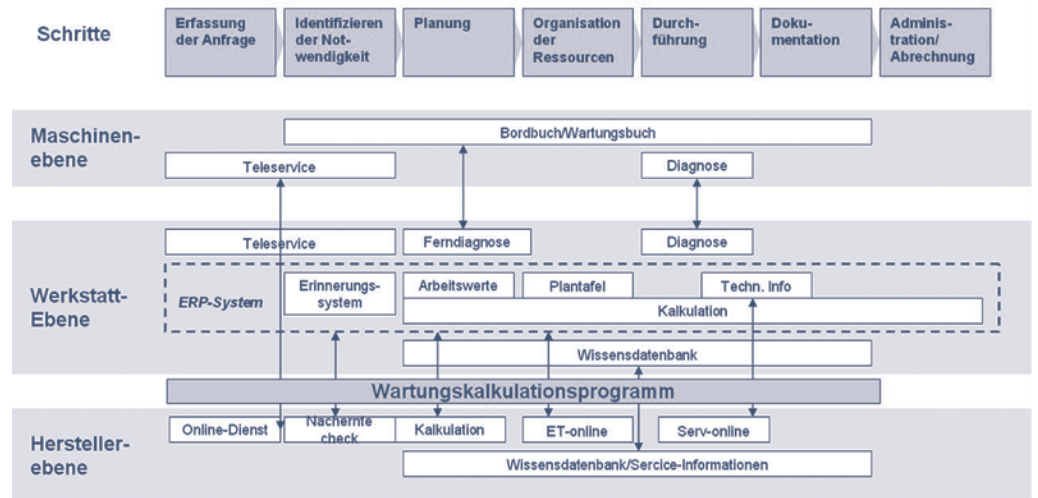 Schritte
Erfassung
der Anfrage
Identifizieren
der Not-
wendigkeit
Planung
Organisation
der
Ressourcen
Durch-
führung
Doku-
mentation
Adminis-
tration/
Abrechnung
Maschinen-
ebene
Bordbuch/Wartungsbuch
Teleservice
Diagnose
Werkstatt-
Ebene
Teleservice
Ferndiagnose
Diagnose
ERP-System
Erinnerungs-
system
Arbeitswerte
Plantafel
Techn. Info
Kalkulation
Wissensdatenbank
Wartungskalkulationsprogramm
Hersteller-
ebene
Online-Dienst
Nachernte
check
Kalkulation
ET-online
Serv-online
Wissensdatenbank/Sercice-Informationen